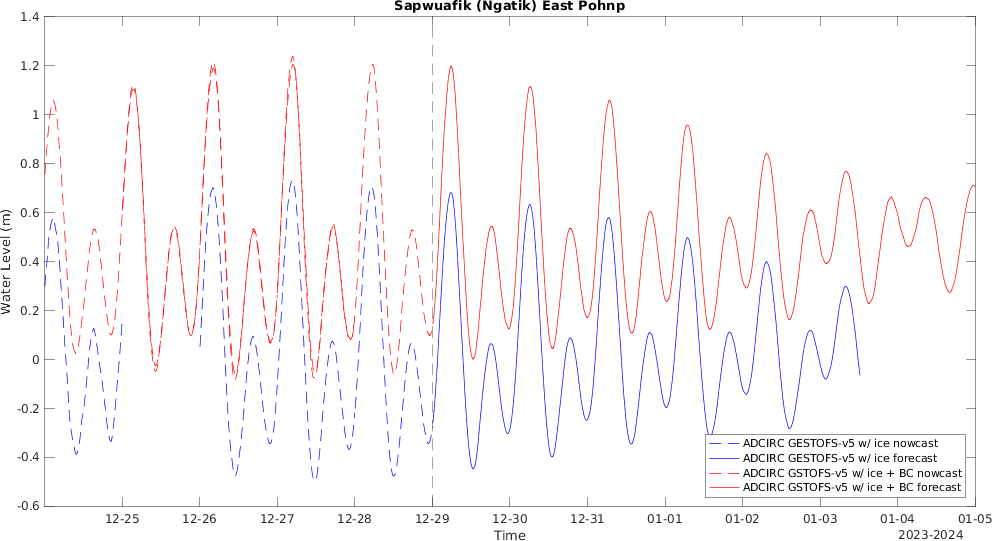 Sapwuafik (Ngatik) East Pohnp
1.4
1.2
1
0.8
0.6
0.4
0.2
0
-0.2
-0.4
-0.6
Water Level (m)
ADCIRC GESTOFS-v5 w/ ice nowcast
ADCIRC GESTOFS-v5 w/ ice forecast
ADCIRC GSTOFS-v5 w/ ice + BC nowcast
ADCIRC GSTOFS-v5 w/ ice + BC forecast
12-25 12-26 12-27 12-28 12-29 12-30 12-31 01-01 01-02 01-03 01-04 01-05
Time
2023-2024